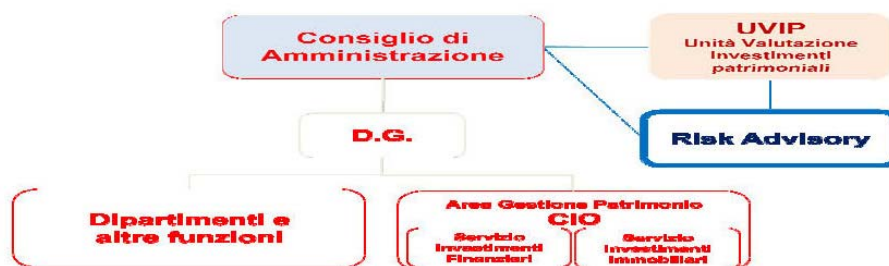 Consiglio di
Amministrazione
UVIP
Unità Valutazione
Investimenti
patrimoniali
D.G.
Risk Advisory
Dipartimenti e
altre funzioni
Area Gestione Patrimonio
CIO
Servizio
Investimenti
Finanziari
Servizio
Investimenti
Immobiliari